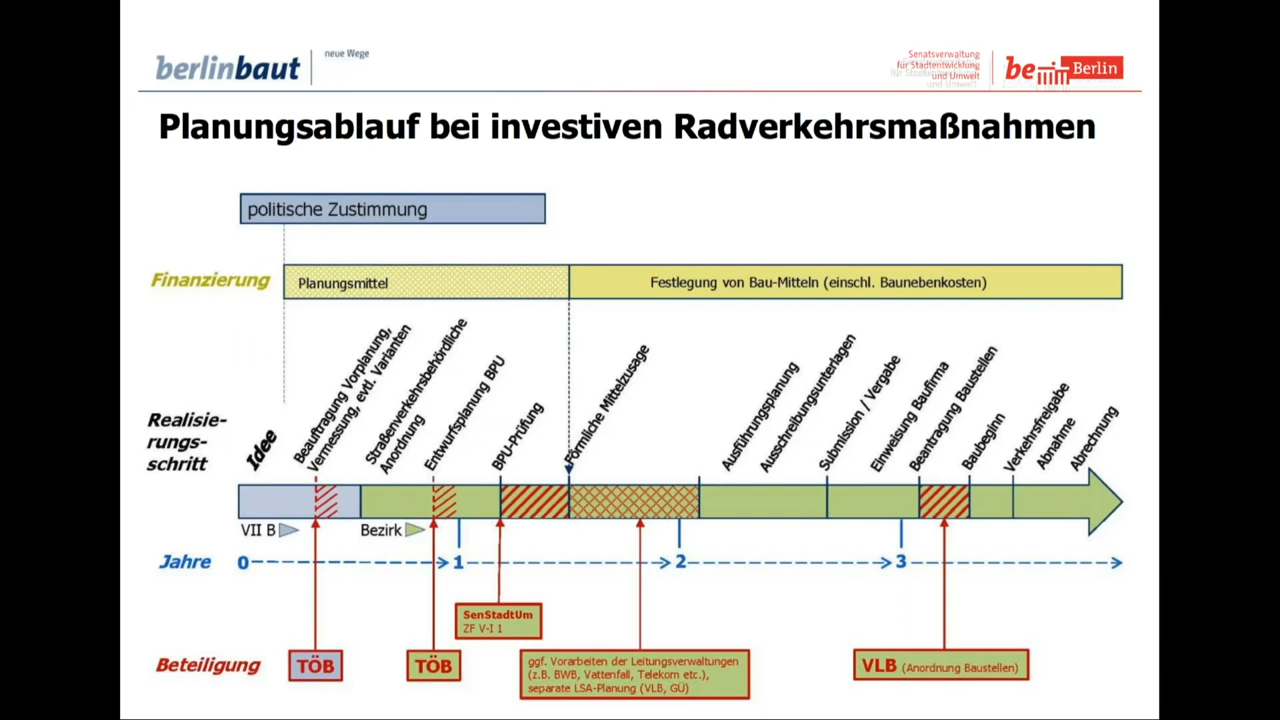 berlinbaut
neue Wege
Senatsverwaltung
für Stadtentwicklung
und Umwelt
be Berlin
Planungsablauf bei investiven Radverkehrsmaßnahmen
politische Zustimmung
Finanzierung
Planungsmittel
Festlegung von Bau-Mitteln (einschl. Baunebenkosten)
Realisie-
rungs-
schritt
Idee
Beauftragung Vorplanung,
Vermessung, evtl. Varianten
Straßenverkehrsbehördliche
Anordnung
Entwurfsplanung BPU
BPU-Prüfung
Förmliche Mittelzusage
Ausführungsplanung
Ausschreibungsunterlagen
Submission / Vergabe
Einweisung Baufirma
Beantragung Baustellen
Baubeginn
Verkehrsfreigabe
Abnahme
Abrechnung
VII B
Bezirk
Jahre
0
1
2
3
SenStadtUm
ZF V-I 1
Beteiligung
TÖB
TÖB
ggf. Vorarbeiten der Leitungsverwaltungen
(z.B. BWB, Vattenfall, Telekom etc.),
separate LSA-Planung (VLB, GÜ)
VLB (Anordnung Baustellen)